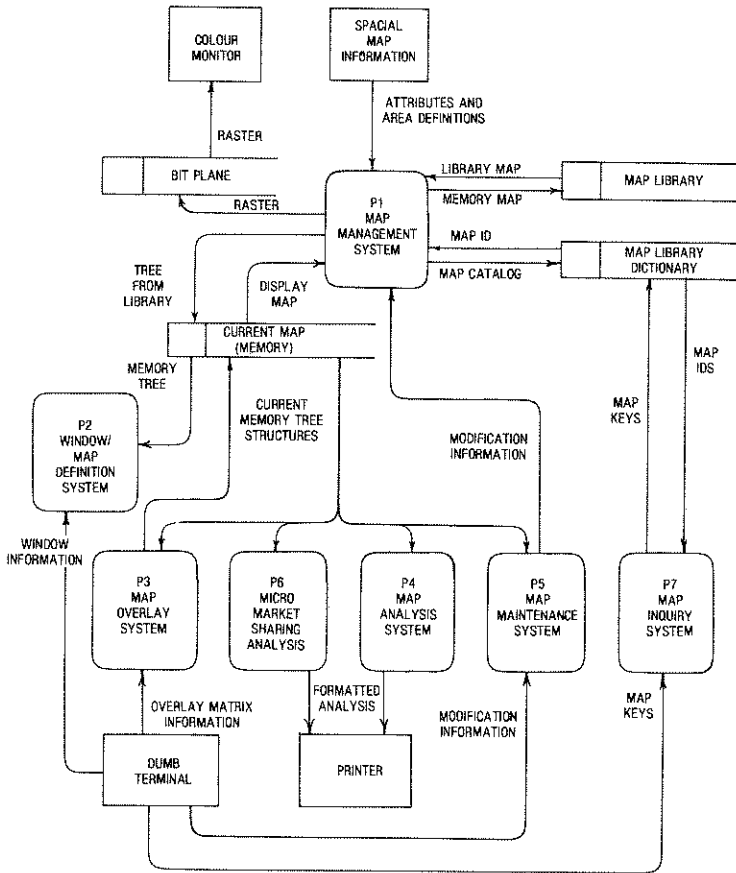 COLOUR
MONITOR
SPACIAL
MAP
INFORMATION
ATTRIBUTES AND
AREA DEFINITIONS
RASTER
BIT PLANE
RASTER
P1
MAP
MANAGEMENT
SYSTEM
LIBRARY MAP
MEMORY MAP
MAP LIBRARY
MAP ID
MAP CATALOG
MAP LIBRARY
DICTIONARY
TREE
FROM
LIBRARY
DISPLAY
MAP
CURRENT MAP
(MEMORY)
MEMORY
TREE
MAP
IDS
MAP
KEYS
CURRENT
MEMORY TREE
STRUCTURES
MODIFICATION
INFORMATION
P2
WINDOW/
MAP
DEFINITION
SYSTEM
WINDOW
INFORMATION
P3
MAP
OVERLAY
SYSTEM
P6
MICRO
MARKET
SHARING
ANALYSIS
P4
MAP
ANALYSIS
SYSTEM
P5
MAP
MAINTENANCE
SYSTEM
P7
MAP
INQUIRY
SYSTEM
OVERLAY MATRIX
INFORMATION
FORMATTED
ANALYSIS
MODIFICATION
INFORMATION
MAP
KEYS
DUMB
TERMINAL
PRINTER